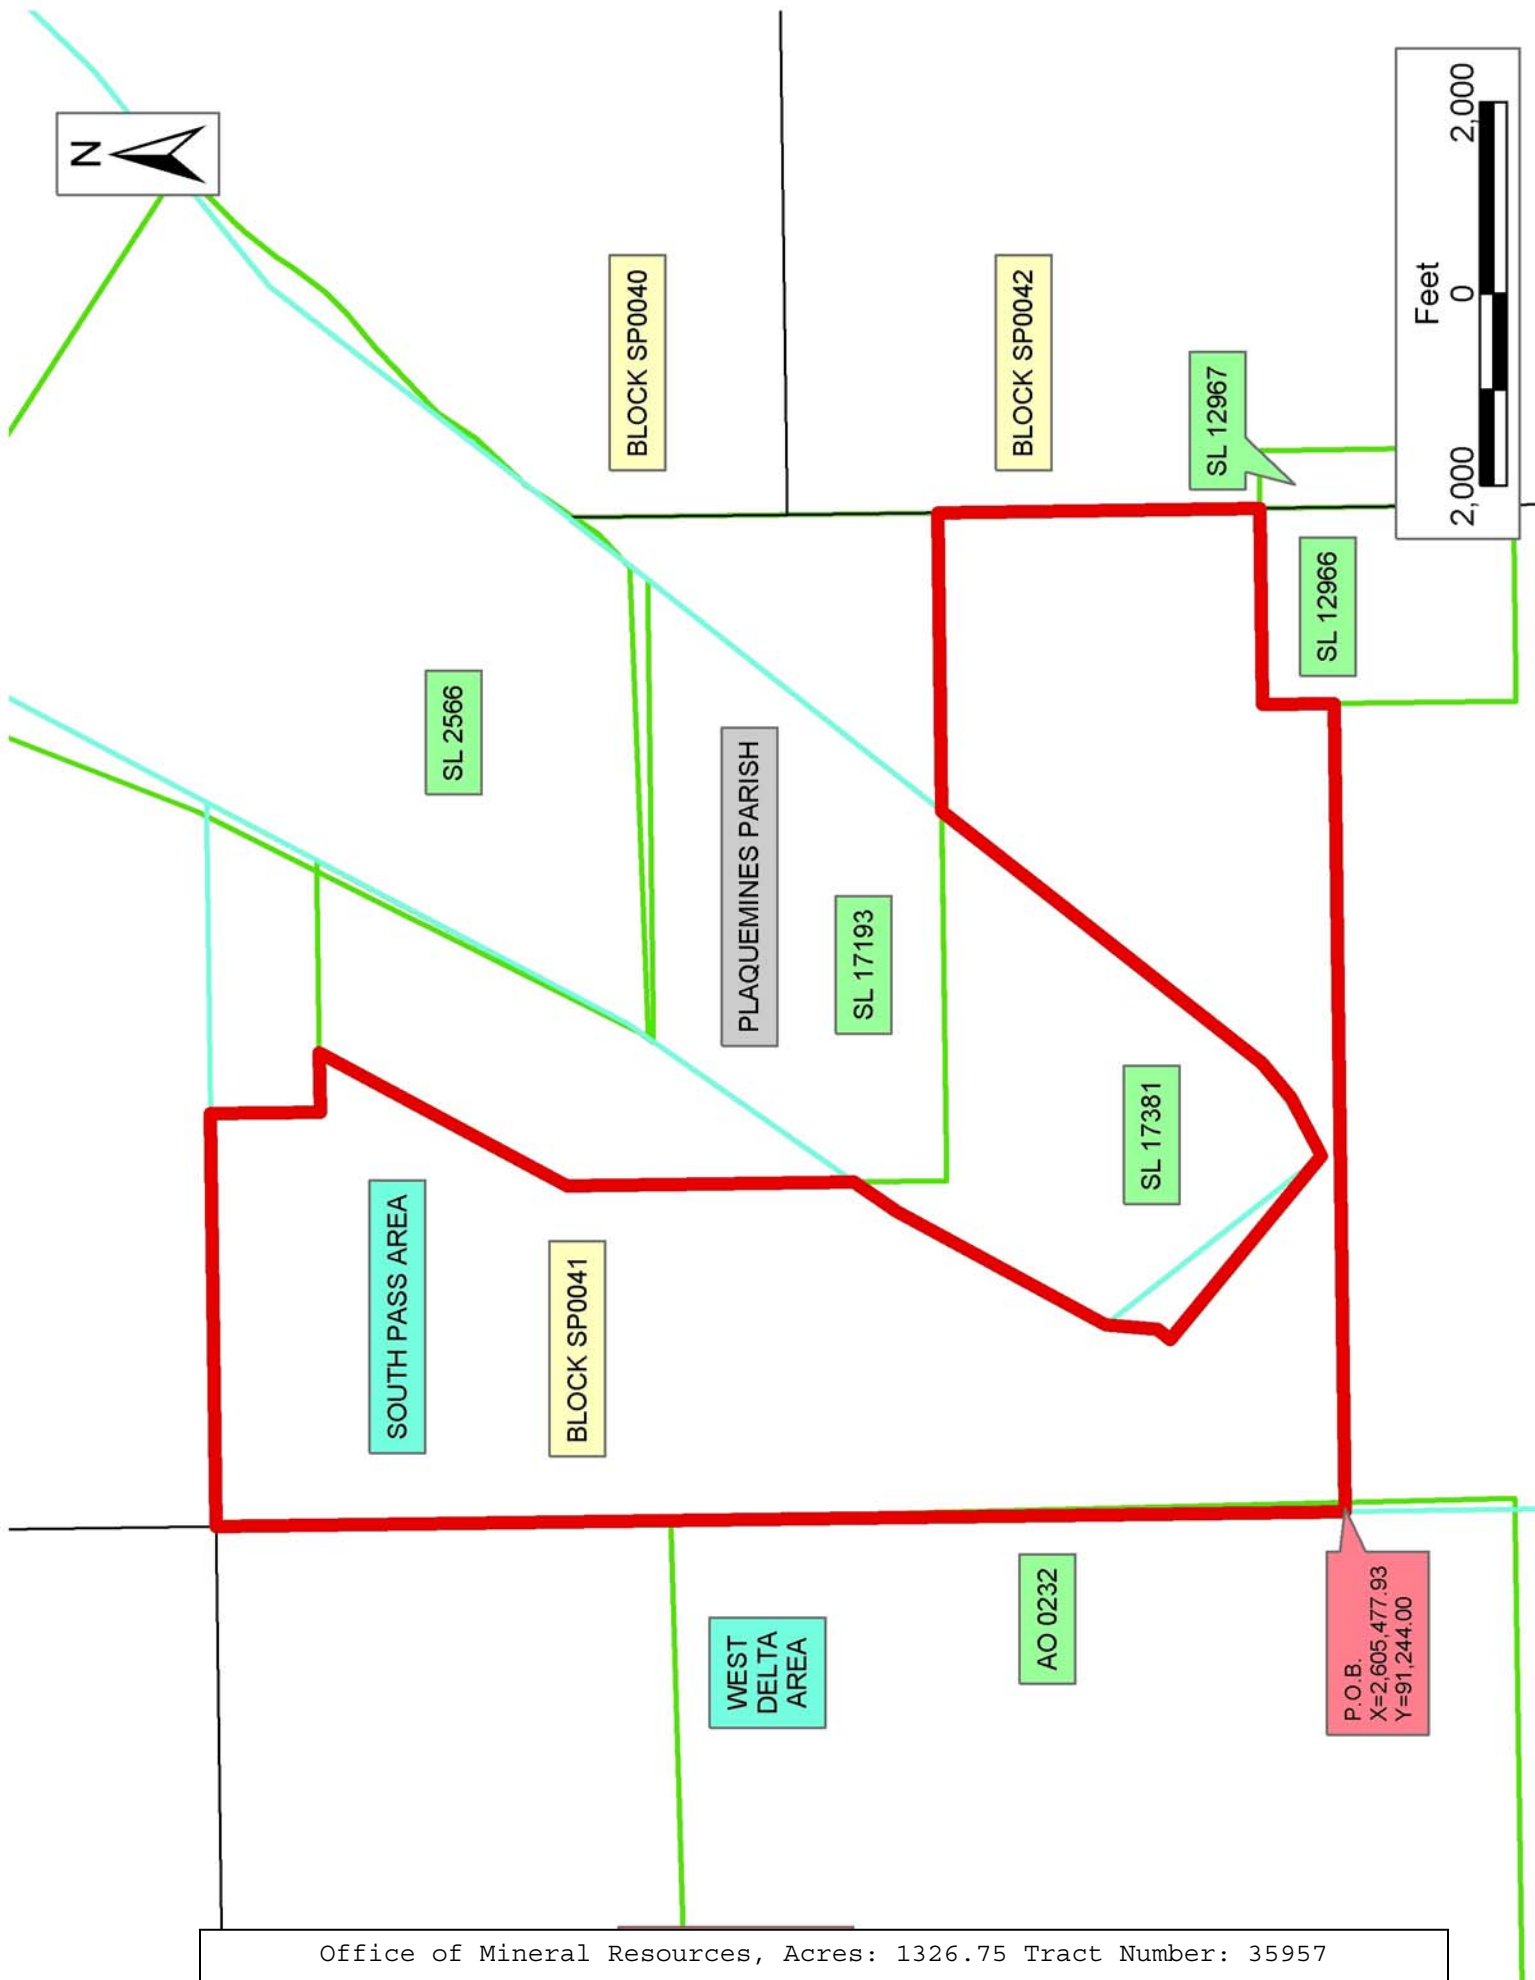 N
BLOCK SP0040
BLOCK SP0042
SL 12967
Feet
2,000
0
2,000
SL 12966
SL 2566
PLAQUEMINES PARISH
SL 17193
SL 17381
SOUTH PASS AREA
BLOCK SP0041
WEST
DELTA
AREA
AO 0232
P.O.B.
X=2,605,477.93
Y=91,244.00
Office of Mineral Resources, Acres: 1326.75 Tract Number: 35957